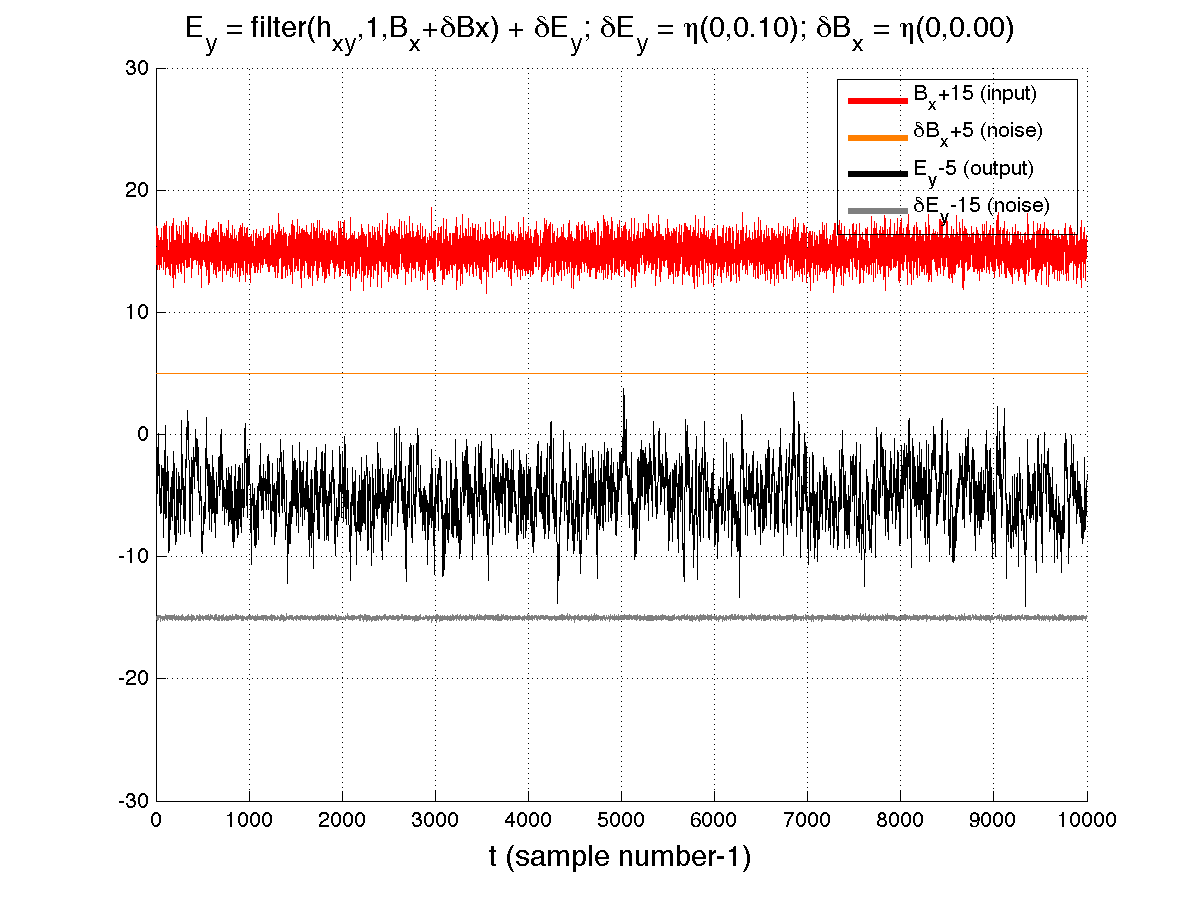 E_y = filter(h_xy,1,B_x+δBx) + δE_y; δE_y = η(0,0.10); δB_x = η(0,0.00)
30
20
10
0
-10
-20
-30
B_x+15 (input)
δB_x+5 (noise)
E_y-5 (output)
δE_y-15 (noise)
0 1000 2000 3000 4000 5000 6000 7000 8000 9000 10000
t (sample number-1)